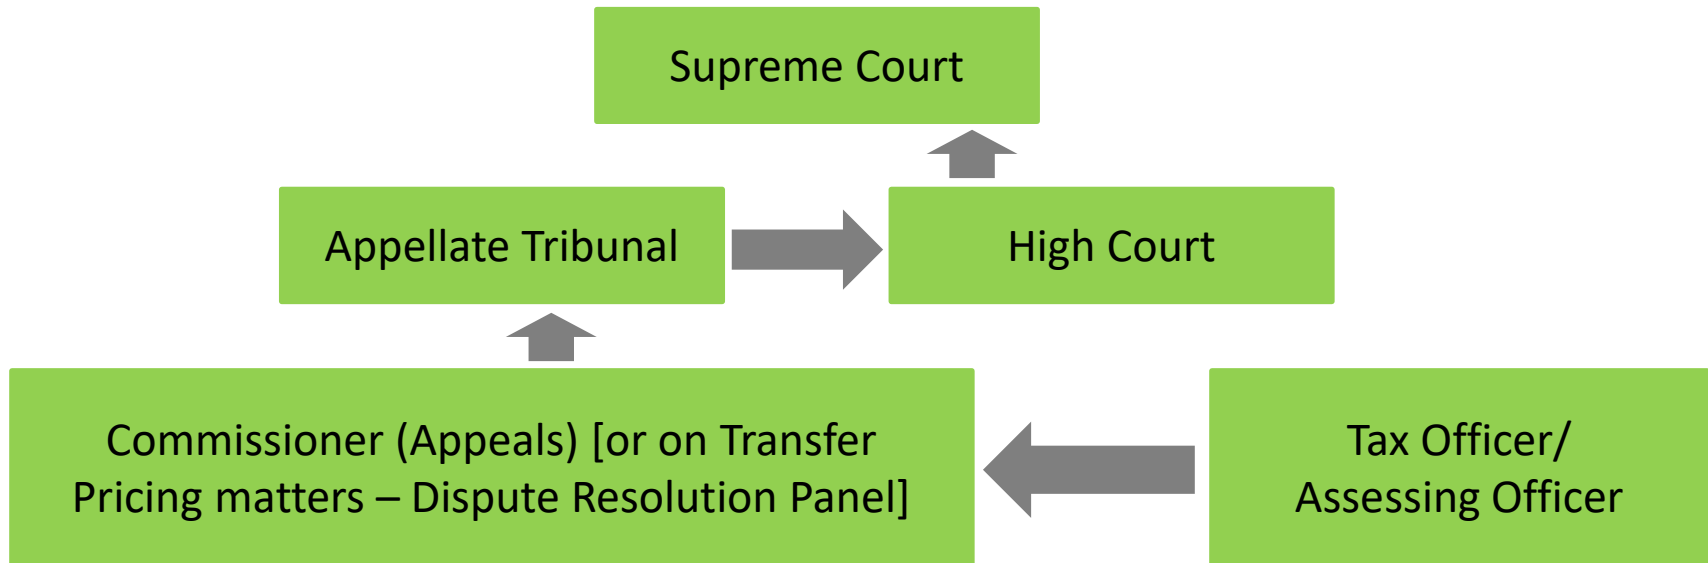 Supreme Court
Appellate Tribunal
High Court
Commissioner (Appeals) [or on Transfer
Pricing matters – Dispute Resolution Panel]
Tax Officer/
Assessing Officer